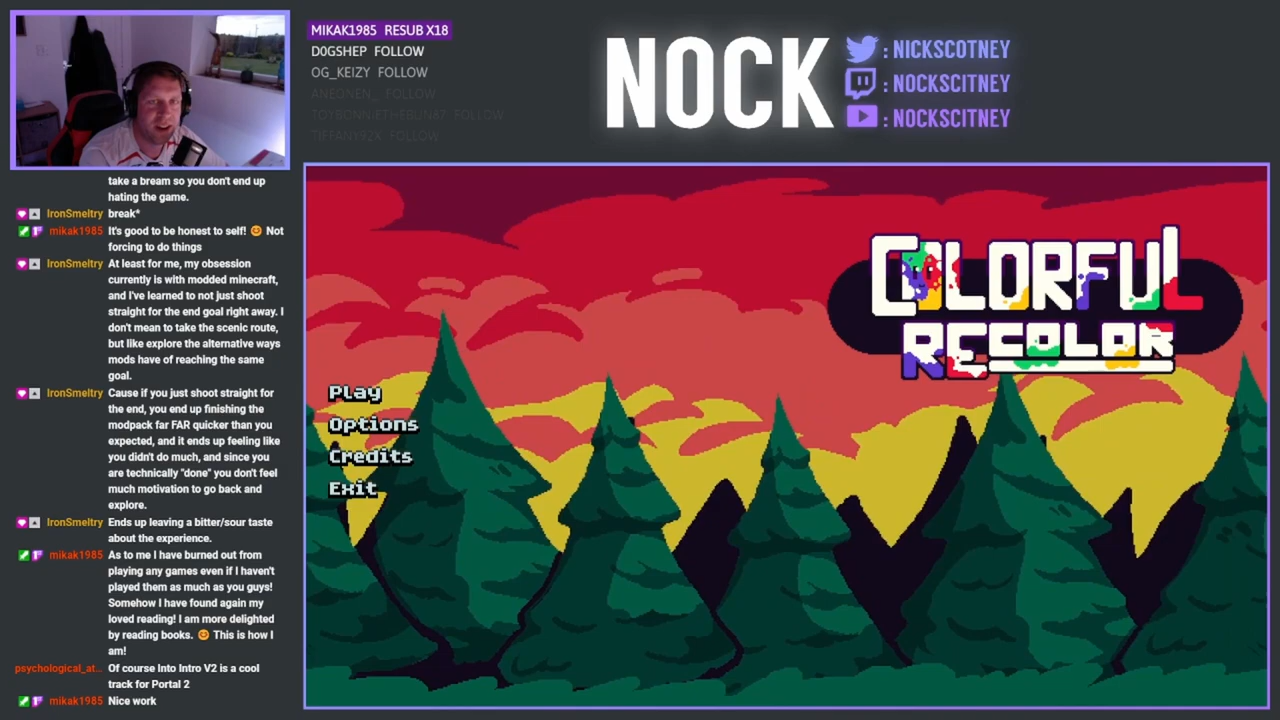 MIKAK1985 RESUB X18
D0GSHEP FOLLOW
OG_KEIZY FOLLOW
ANEONEN_ FOLLOW
TOYBONNIETHEBUN87 FOLLOW
TIFFANY92X FOLLOW
NOCK
: NICKSCOTNEY
: NOCKSCITNEY
: NOCKSCITNEY
take a bream so you don't end up
hating the game.
IronSmeltry break*
mikak1985 It's good to be honest to self! 😊 Not
forcing to do things
IronSmeltry At least for me, my obsession
currently is with modded minecraft,
and I've learned to not just shoot
straight for the end goal right away. I
don't mean to take the scenic route,
but like explore the alternative ways
mods have of reaching the same
goal.
IronSmeltry Cause if you just shoot straight for
the end, you end up finishing the
modpack far FAR quicker than you
expected, and it ends up feeling like
you didn't do much, and since you
are technically "done" you don't feel
much motivation to go back and
explore.
IronSmeltry Ends up leaving a bitter/sour taste
about the experience.
mikak1985 As to me I have burned out from
playing any games even if I haven't
played them as much as you guys!
Somehow I have found again my
loved reading! I am more delighted
by reading books. 😊 This is how I
am!
psychological_at... Of course Into Intro V2 is a cool
track for Portal 2
mikak1985 Nice work
COLORFUL
RECOLOR
Play
Options
Credits
Exit